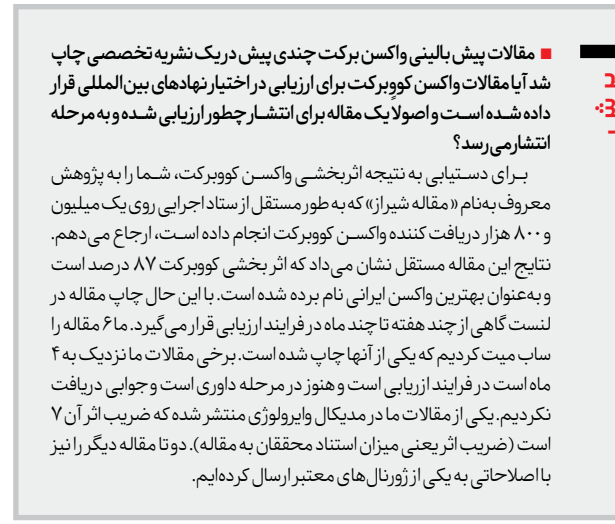 ■ مقالات پیش بالینی واکسن برکت چندی پیش در یک نشریه تخصصی چاپ
شد آیا مقالات واکسن کووبرکت برای ارزیابی در اختیار نهادهای بین‌المللی قرار
داده شده است و اصولا یک مقاله برای انتشار چطور ارزیابی شده و به مرحله
انتشار می‌رسد؟
برای دستیابی به نتیجه اثربخشی واکسن کووبرکت، شما را به پژوهش
معروف به‌نام «مقاله شیراز» که به طور مستقل از ستاد اجرایی روی یک میلیون
و ۸۰۰ هزار دریافت کننده واکسن کووبرکت انجام داده است، ارجاع می‌دهم.
نتایج این مقاله مستقل نشان می‌داد که اثر بخشی کووبرکت ۸۷ درصد است
و به‌عنوان بهترین واکسن ایرانی نام برده شده است. با این حال چاپ مقاله در
لنست گاهی از چند هفته تا چند ماه در فرایند ارزیابی قرار می‌گیرد. ما ۶ مقاله را
ساب میت کردیم که یکی از آنها چاپ شده است. برخی مقالات ما نزدیک به ۴
ماه است در فرایند ازریابی است و هنوز در مرحله داوری است و جوابی دریافت
نکردیم. یکی از مقالات ما در مدیکال وایرولوژی منتشر شده که ضریب اثر آن ۷
است (ضریب اثر یعنی میزان استناد محققان به مقاله). دو تا مقاله دیگر را نیز
با اصلاحاتی به یکی از ژورنال‌های معتبر ارسال کرده‌ایم.